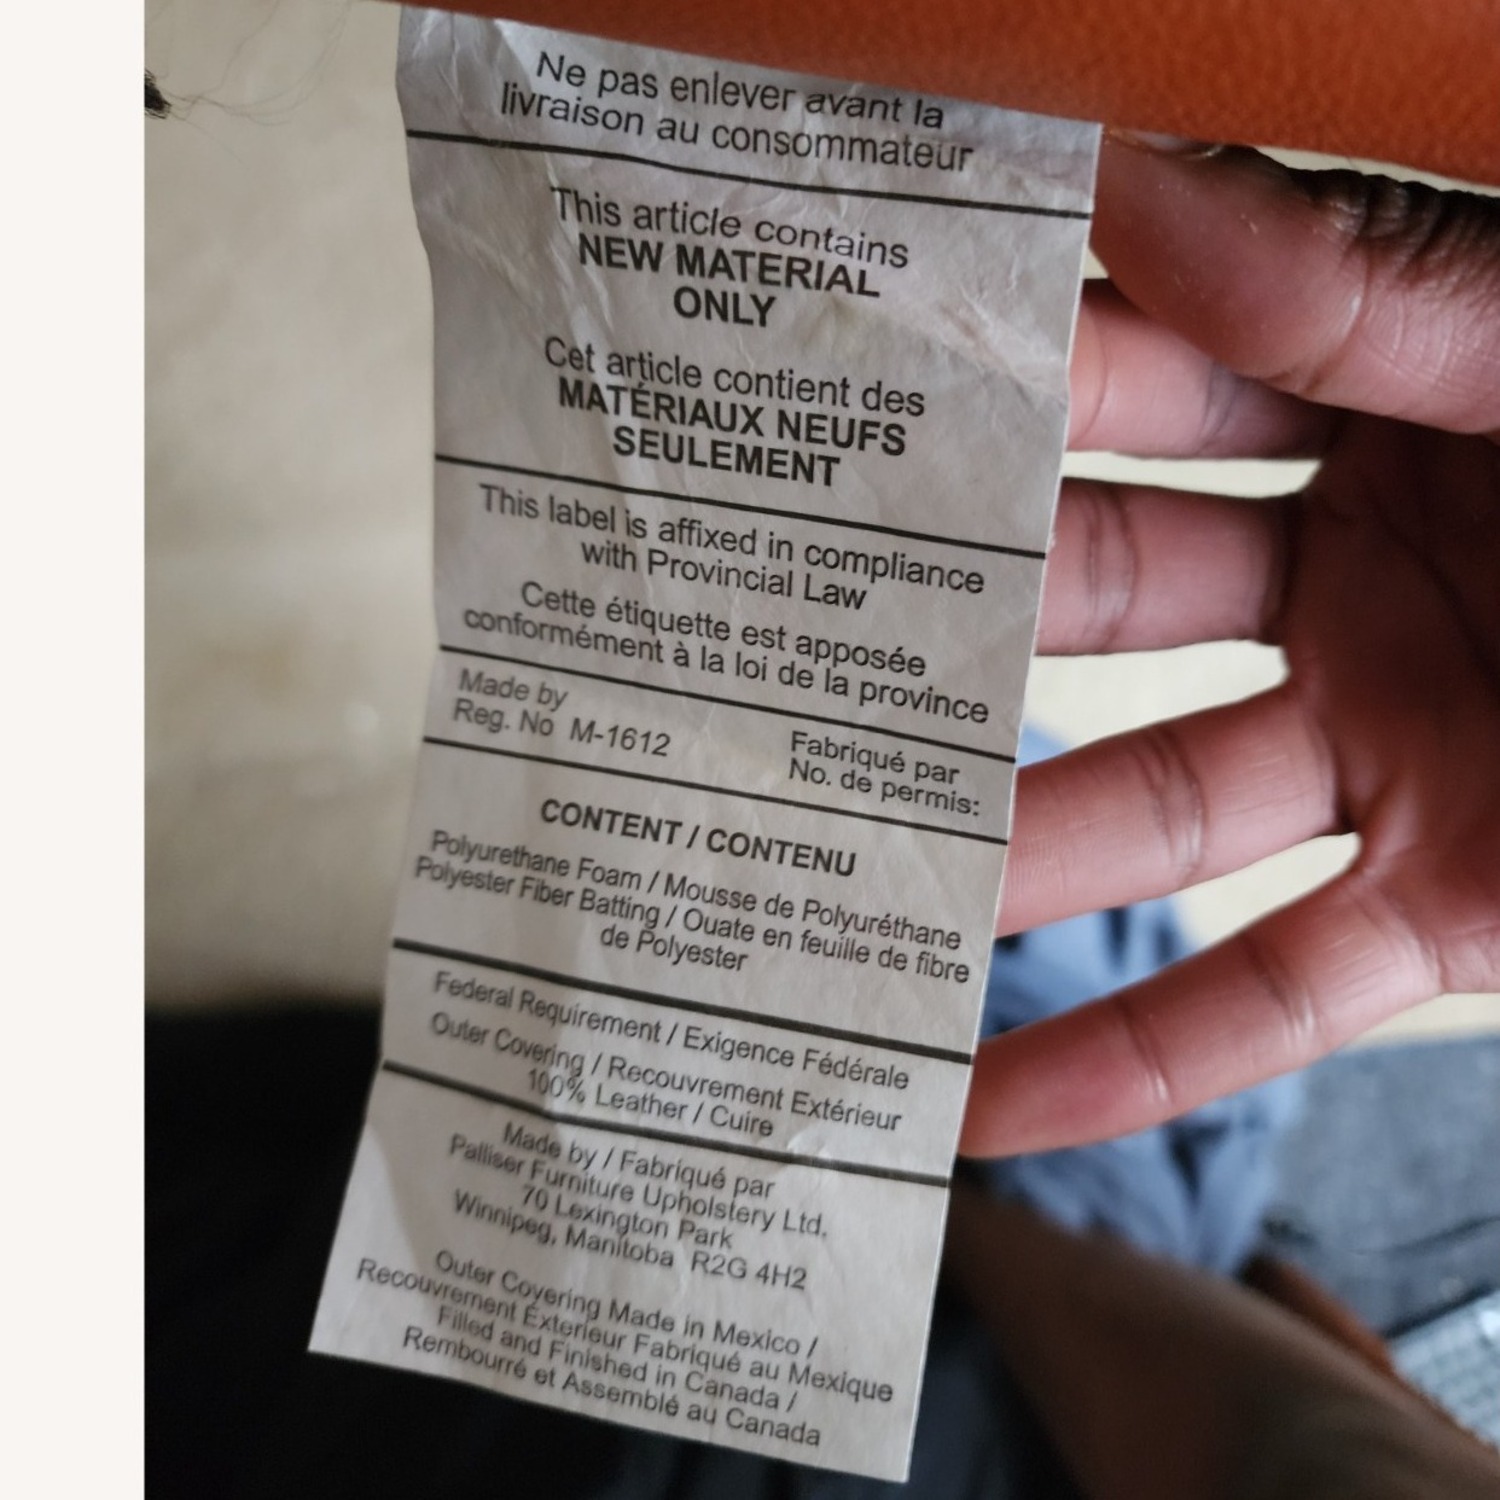 Ne pas enlever avant la
livraison au consommateur
This article contains
NEW MATERIAL
ONLY
Cet article contient des
MATÉRIAUX NEUFS
SEULEMENT
This label is affixed in compliance
with Provincial Law
Cette étiquette est apposée
conformément à la loi de la province
Made by
Reg. No M-1612
Fabriqué par
No. de permis:
CONTENT / CONTENU
Polyurethane Foam / Mousse de Polyuréthane
Polyester Fiber Batting / Ouate en feuille de fibre
de Polyester
Federal Requirement / Exigence Fédérale
Outer Covering / Recouvrement Extérieur
100% Leather / Cuire
Made by / Fabriqué par
Palliser Furniture Upholstery Ltd.
70 Lexington Park
Winnipeg, Manitoba R2G 4H2
Outer Covering Made in Mexico /
Recouvrement Éxterieur Fabriqué au Mexique
Filled and Finished in Canada /
Rembourré et Assemblé au Canada